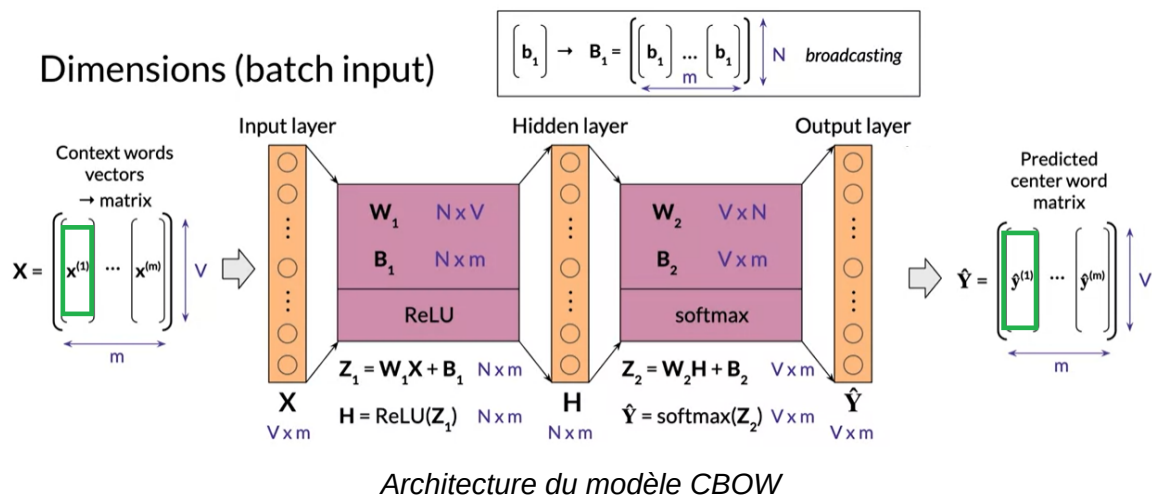 Dimensions (batch input)
b₁ → B₁ = b₁ ... b₁ N broadcasting
m
Input layer Hidden layer Output layer
Context words
vectors
→ matrix
Predicted
center word
matrix
W₁ N x V
B₁ N x m
ReLU
W₂ V x N
B₂ V x m
softmax
X = x⁽¹⁾ ... x⁽ᵐ⁾ V
m
Ŷ = ŷ⁽¹⁾ ... ŷ⁽ᵐ⁾ V
m
Z₁ = W₁X + B₁ N x m
H = ReLU(Z₁) N x m
Z₂ = W₂H + B₂ V x m
Ŷ = softmax(Z₂) V x m
X
V x m
H
N x m
Ŷ
V x m
Architecture du modèle CBOW